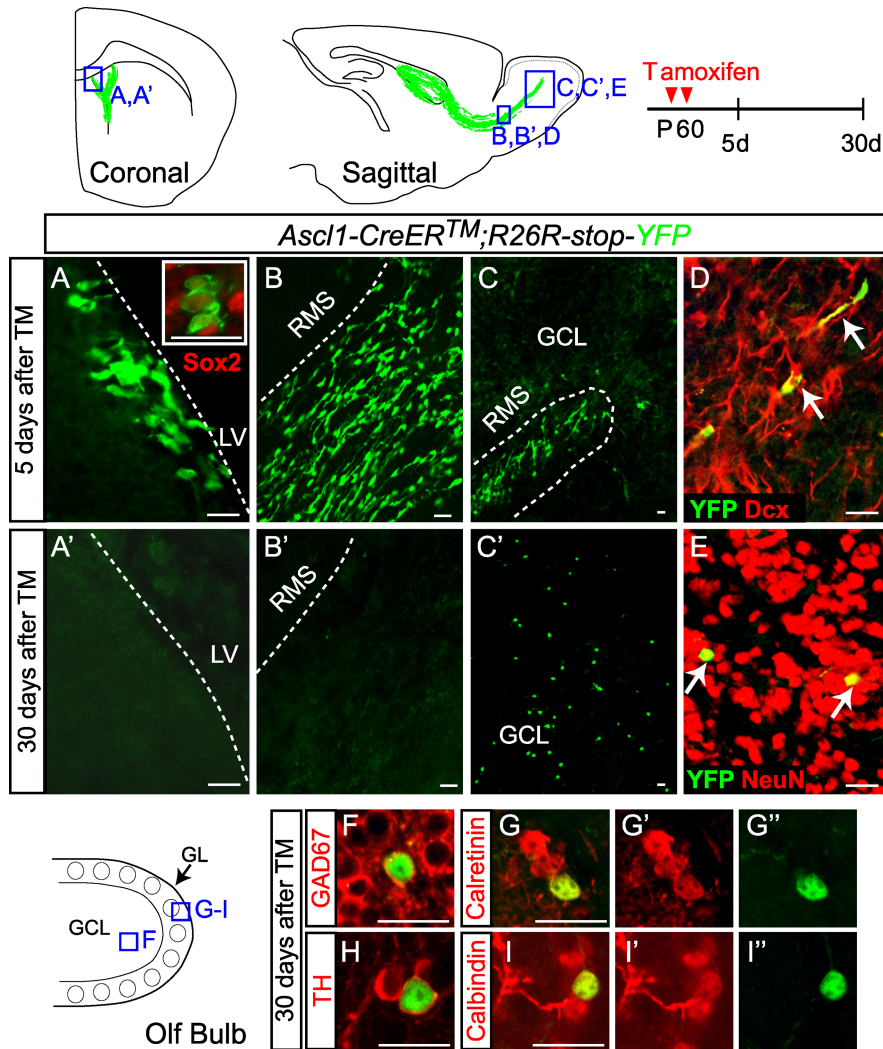 Coronal
A,A'
Sagittal
B,B',D
C,C',E
Tamoxifen
P60
5d
30d
Ascl1-CreER™;R26R-stop-YFP
5 days after TM
A
Sox2
LV
B
RMS
C
GCL
RMS
D
YFP Dcx
30 days after TM
A'
LV
B'
RMS
C'
GCL
E
YFP NeuN
GL
GCL
G-I
F
Olf Bulb
30 days after TM
GAD67
F
Calretinin
G
G'
G''
TH
H
Calbindin
I
I'
I''